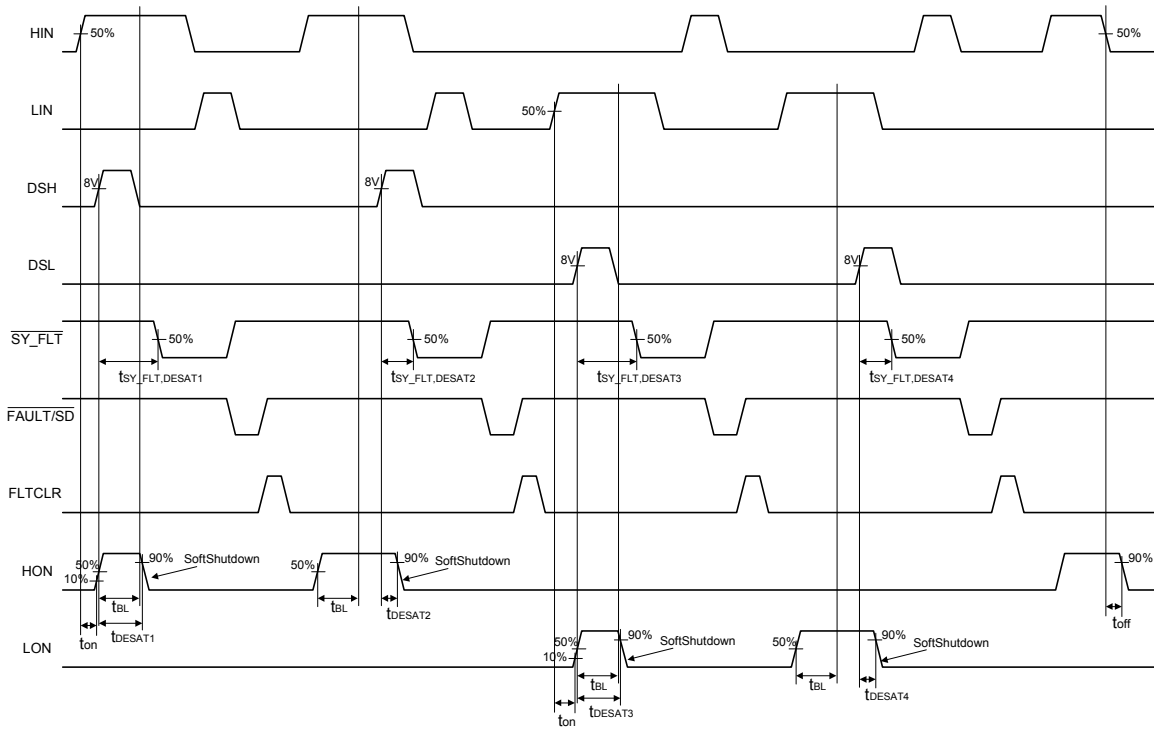 HIN
50%
50%
LIN
50%
DSH
8V
8V
DSL
8V
8V
SY_FLT
50%
50%
50%
50%
tSY_FLT,DESAT1
tSY_FLT,DESAT2
tSY_FLT,DESAT3
tSY_FLT,DESAT4
FAULT/SD
FLTCLR
HON
50%
10%
90%
SoftShutdown
50%
90%
SoftShutdown
90%
tBL
tBL
tDESAT2
ton
tDESAT1
toff
LON
50%
10%
90%
SoftShutdown
50%
90%
SoftShutdown
tBL
tBL
tDESAT4
ton
tDESAT3